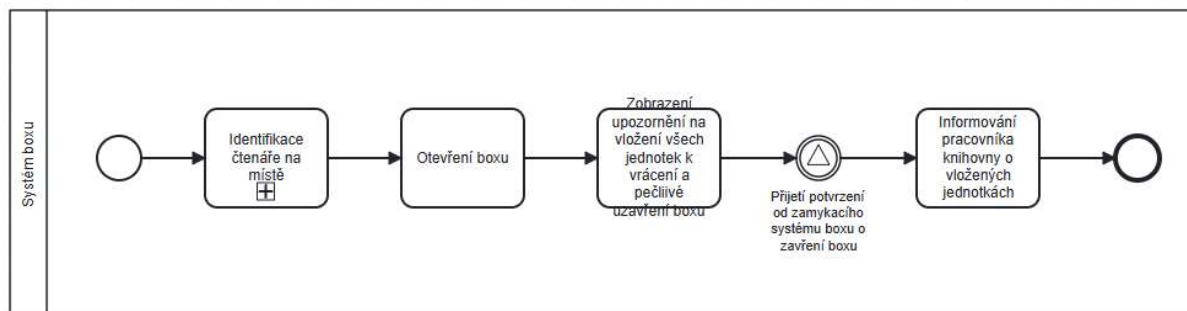 Systém boxu
Identifikace
čtenáře na
místě
Otevření boxu
Zobrazení
upozornění na
vložení všech
jednotek k
vrácení a
pečliivé
uzavření boxu
Přijetí potvrzení
od zamykacího
systému boxu o
zavření boxu
Informování
pracovníka
knihovny o
vložených
jednotkách